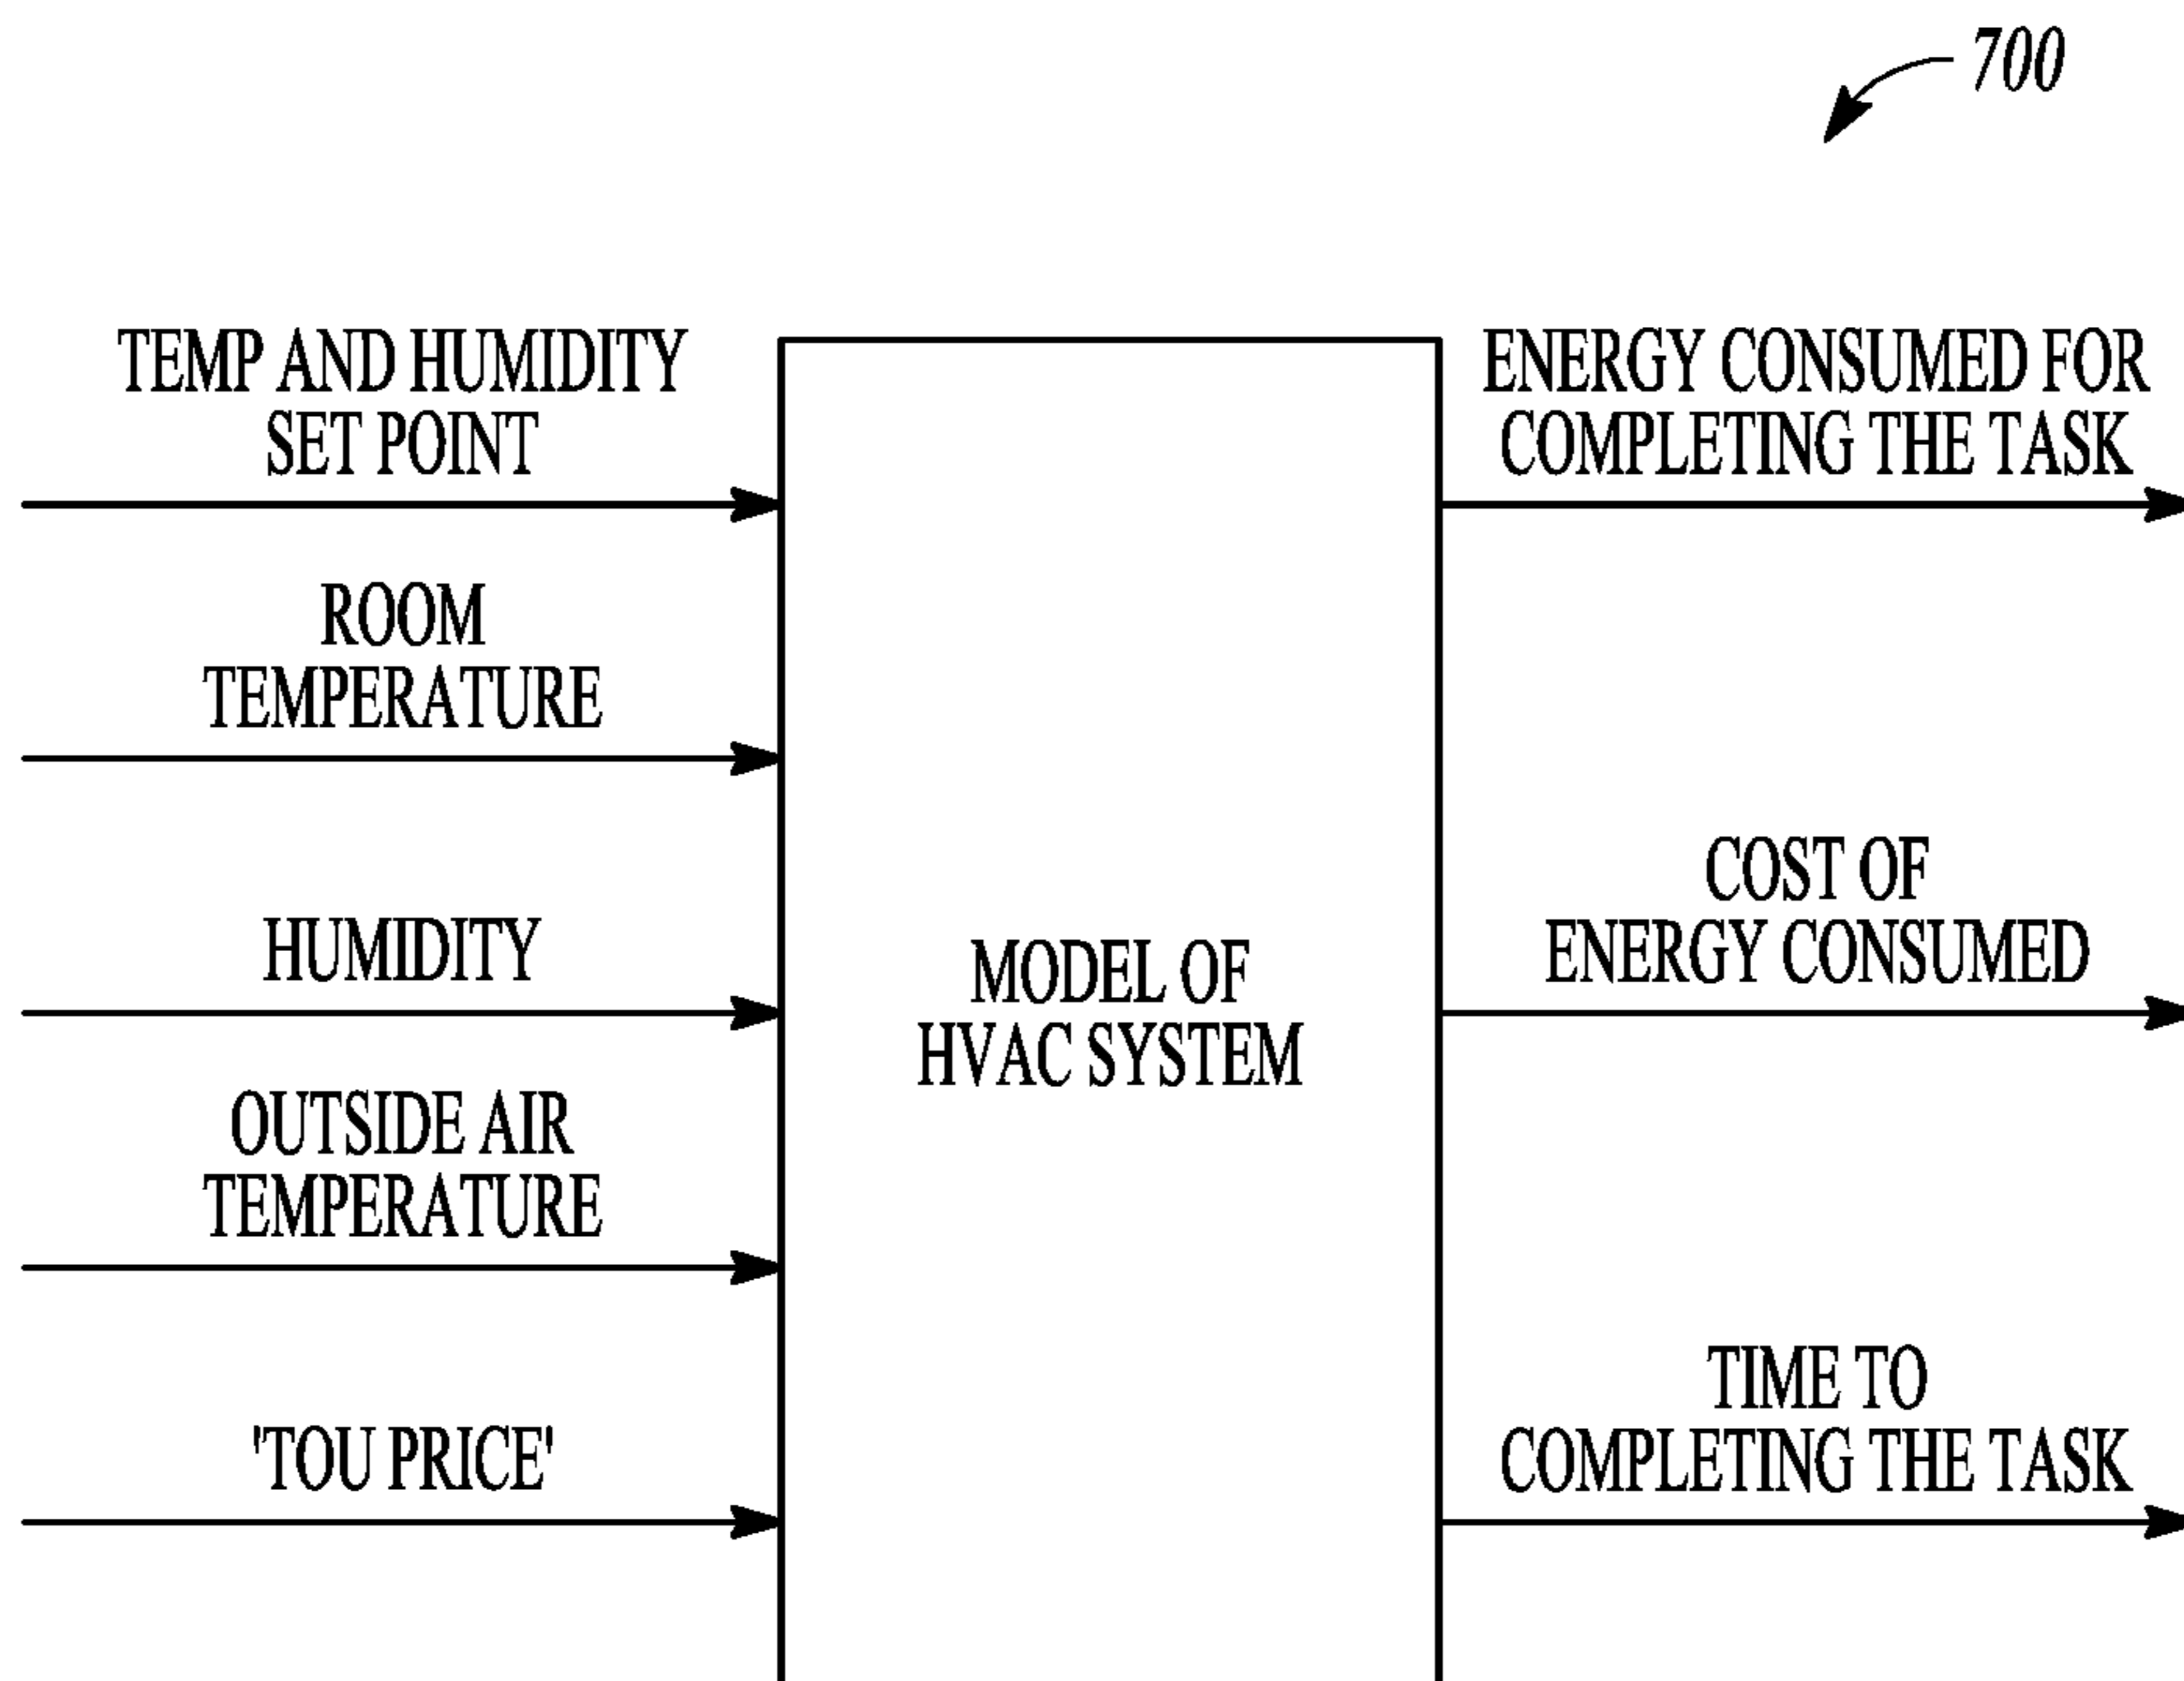 700
TEMP AND HUMIDITY
SET POINT
ROOM
TEMPERATURE
HUMIDITY
OUTSIDE AIR
TEMPERATURE
'TOU PRICE'
MODEL OF
HVAC SYSTEM
ENERGY CONSUMED FOR
COMPLETING THE TASK
COST OF
ENERGY CONSUMED
TIME TO
COMPLETING THE TASK